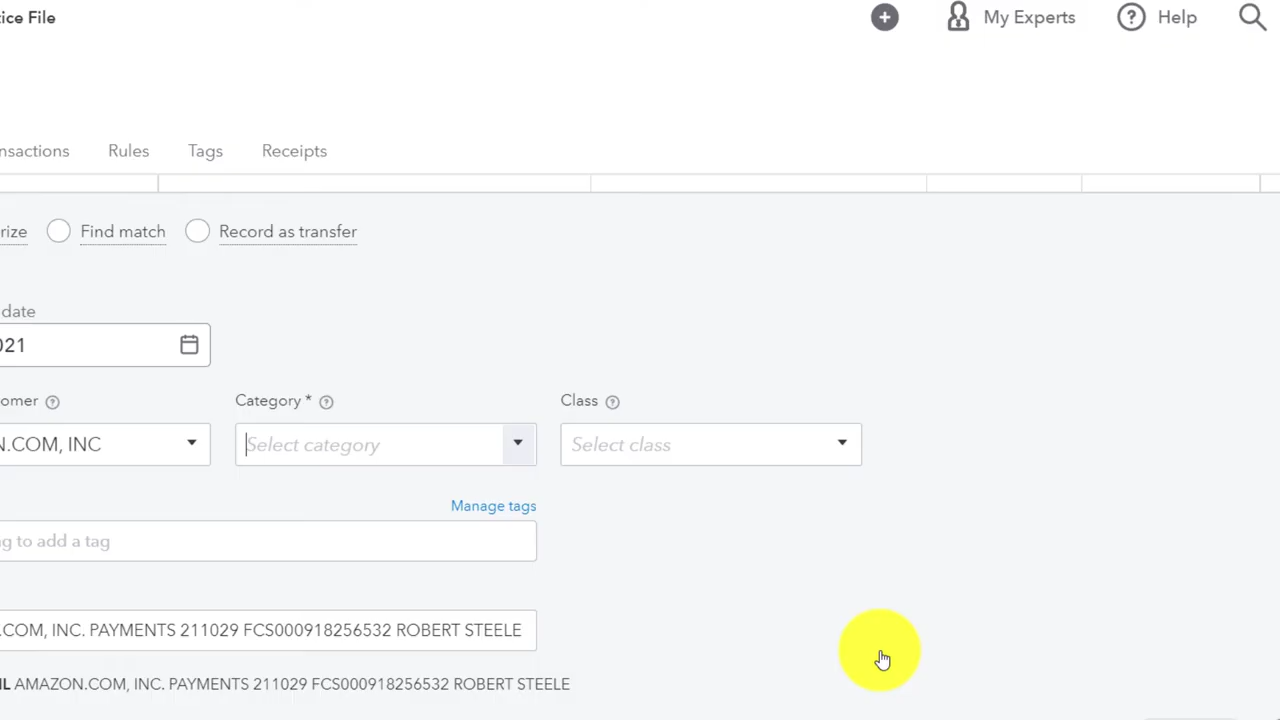 ice File
My Experts
Help
nsactions
Rules
Tags
Receipts
rize
Find match
Record as transfer
date
021
omer
Category *
Class
N.COM, INC
Select category
Select class
Manage tags
ng to add a tag
.COM, INC. PAYMENTS 211029 FCS000918256532 ROBERT STEELE
IL AMAZON.COM, INC. PAYMENTS 211029 FCS000918256532 ROBERT STEELE